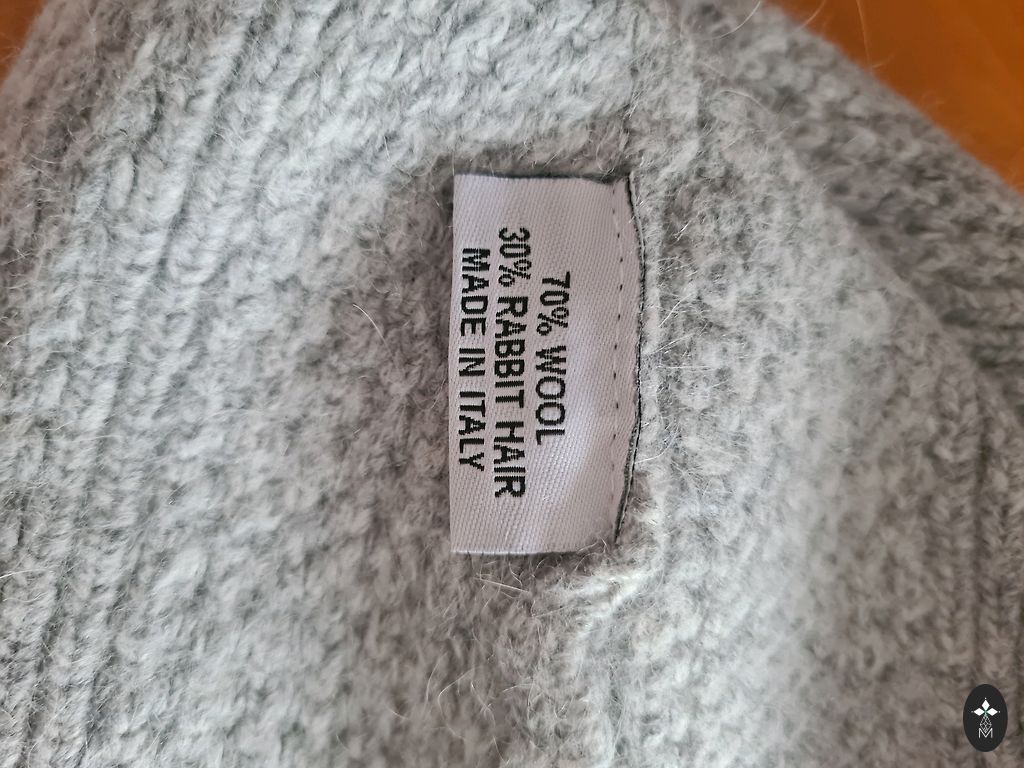 70% WOOL
30% RABBIT HAIR
MADE IN ITALY
M